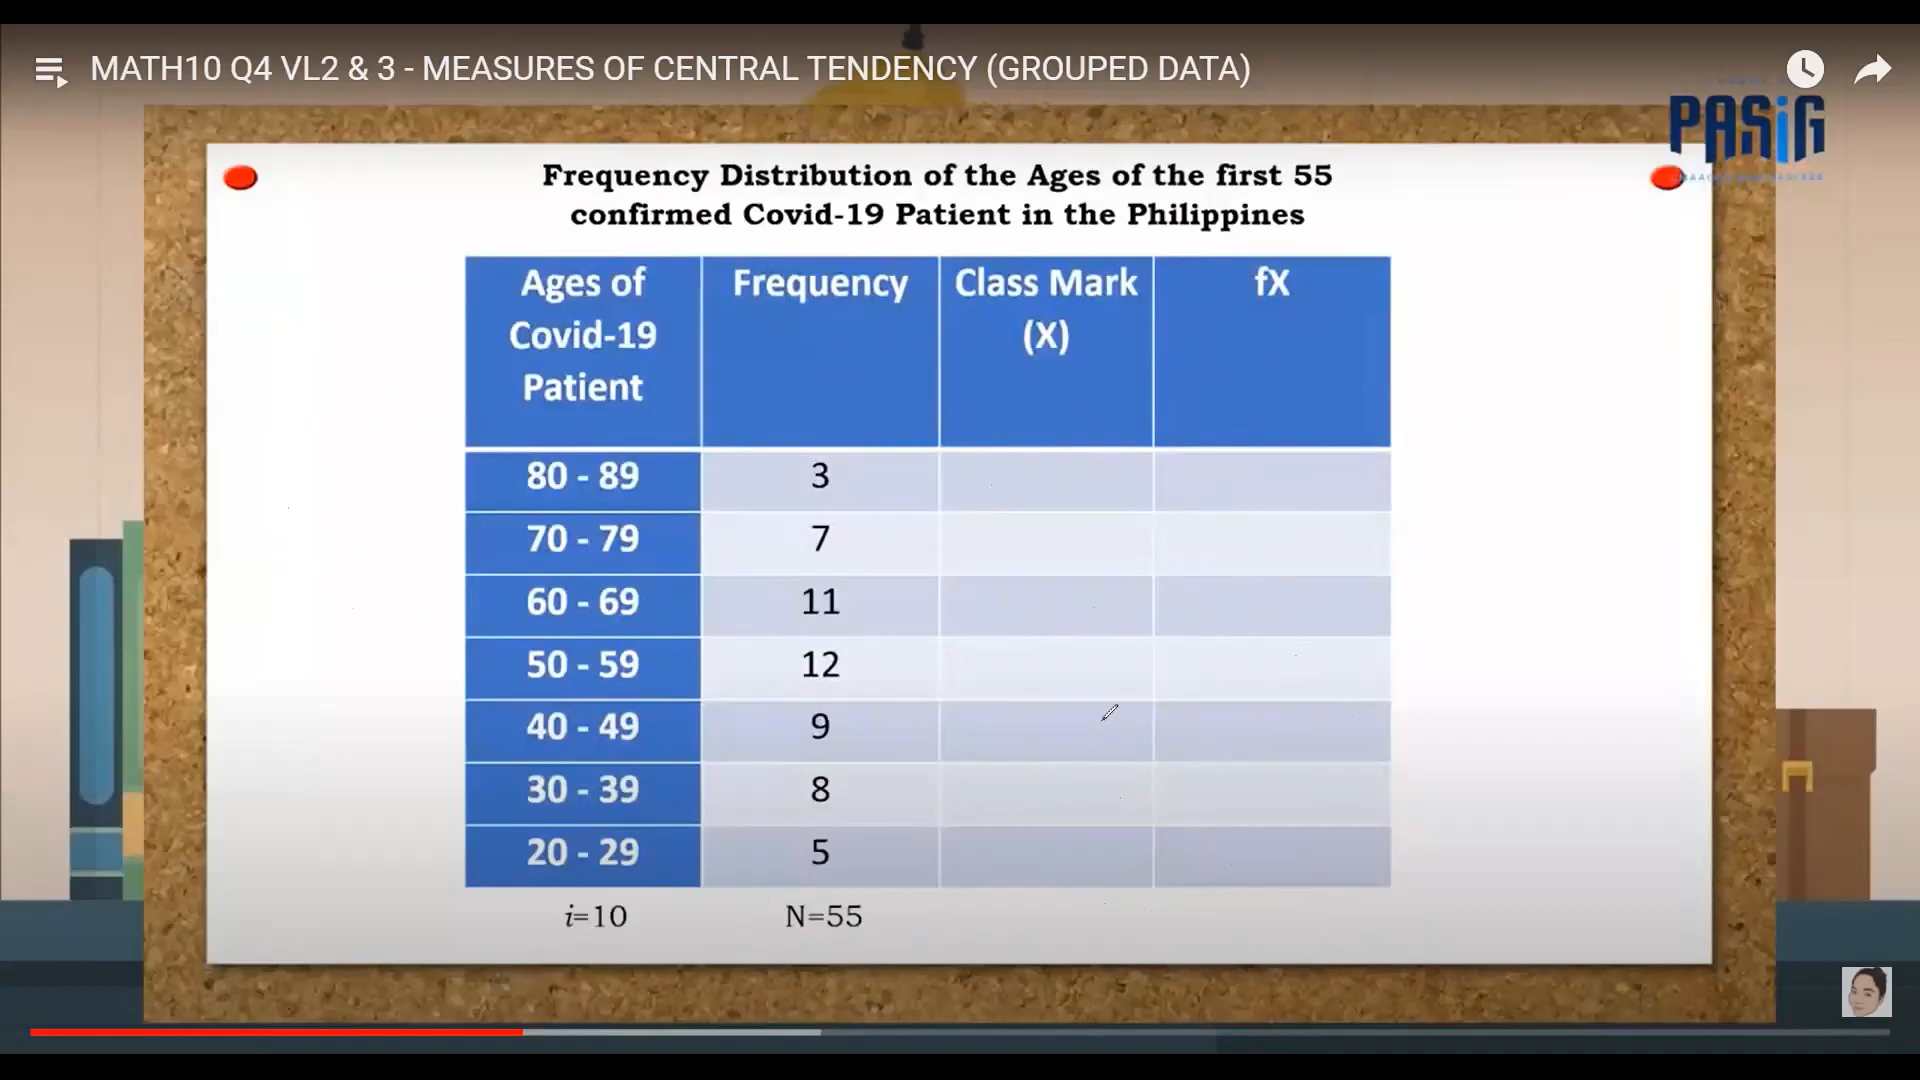 MATH10 Q4 VL2 & 3 - MEASURES OF CENTRAL TENDENCY (GROUPED DATA)
PASiG
Frequency Distribution of the Ages of the first 55
confirmed Covid-19 Patient in the Philippines
Ages of Covid-19 Patient Frequency Class Mark (X) fX
80 - 89 3
70 - 79 7
60 - 69 11
50 - 59 12
40 - 49 9
30 - 39 8
20 - 29 5
i=10 N=55